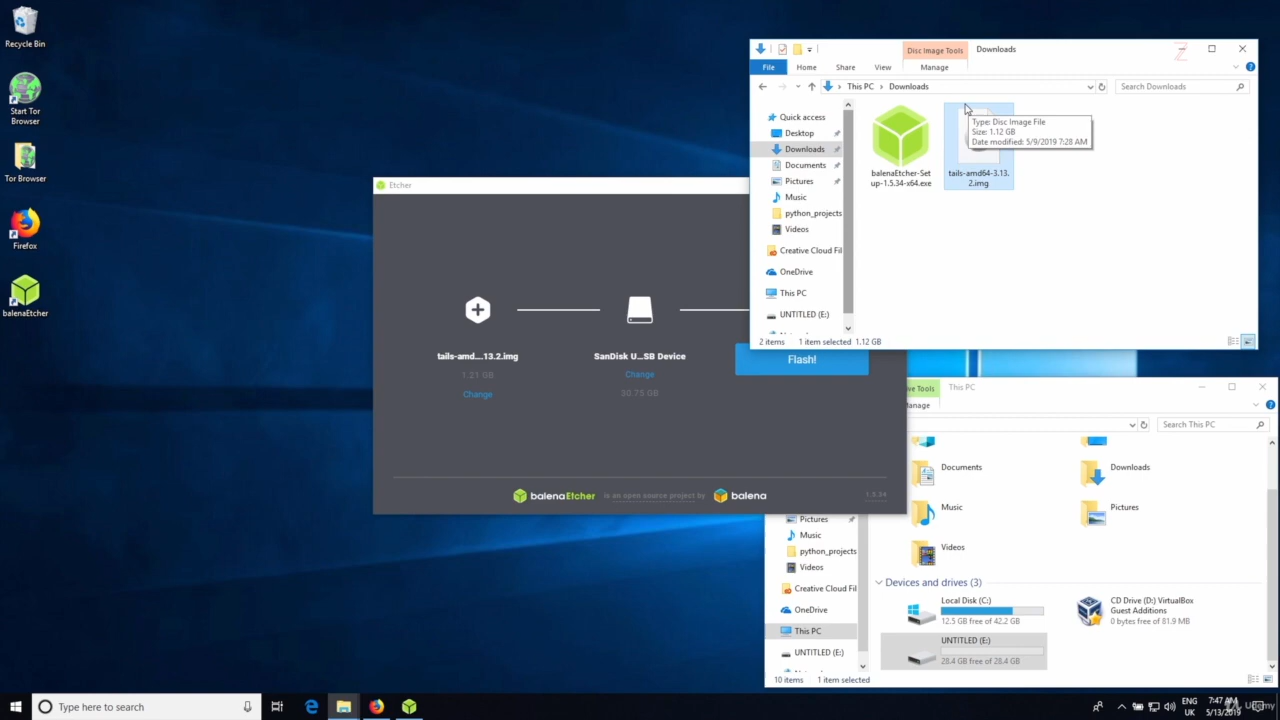 Recycle Bin
Start Tor
Browser
Tor Browser
Firefox
balenaEtcher
Etcher
tails-amd....13.2.img
1.21 GB
Change
SanDisk U...SB Device
Change
30.75 GB
Flash!
balenaEtcher is an open source project by balena
1.5.34
Disc Image Tools
Downloads
File
Home
Share
View
Manage
This PC
Downloads
Search Downloads
Quick access
Desktop
Downloads
Documents
Pictures
Music
python_projects
Videos
Creative Cloud Fil
OneDrive
This PC
UNTITLED (E:)
balenaEtcher-Set
up-1.5.34-x64.exe
tails-amd64-3.13.
2.img
Type: Disc Image File
Size: 1.12 GB
Date modified: 5/9/2019 7:28 AM
2 items
1 item selected 1.12 GB
ve Tools
This PC
Manage
Search This PC
Documents
Downloads
Music
Pictures
Videos
Devices and drives (3)
Local Disk (C:)
12.5 GB free of 42.2 GB
CD Drive (D:) VirtualBox
Guest Additions
0 bytes free of 81.9 MB
UNTITLED (E:)
28.4 GB free of 28.4 GB
Pictures
Music
python_projects
Videos
Creative Cloud Fil
OneDrive
This PC
UNTITLED (E:)
10 items
1 item selected
Type here to search
ENG
UK
7:47 AM
5/13/2019
Udemy